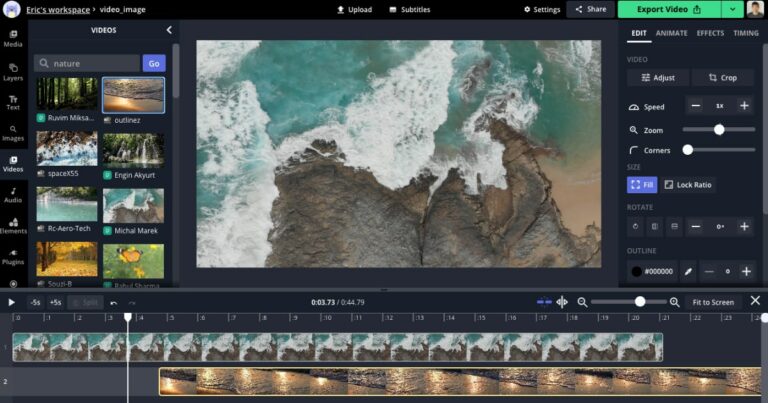 Eric's workspace › video_image
Upload
Subtitles
Settings
Share
Export Video
Media
Layers
Text
Images
Videos
Audio
Elements
Plugins
VIDEOS
nature
Go
Ruvim Miksa...
outlinez
spaceX5S
Engin Akyurt
Rc-Aero-Tech
Michal Marek
Souzi-B
Rahul Sharma
EDIT ANIMATE EFFECTS TIMING
VIDEO
Adjust
Crop
Speed
1x
Zoom
Corners
SIZE
Fill
Lock Ratio
ROTATE
0°
OUTLINE
#000000
0
-5s
+5s
Split
0:03.73 / 0:44.79
Fit to Screen
:0 :1 :2 :3 :4 :5 :6 :7 :8 :9 :10 :11 :12 :13 :14 :15 :16 :17 :18 :19 :20 :21 :22 :23 :24
1
2